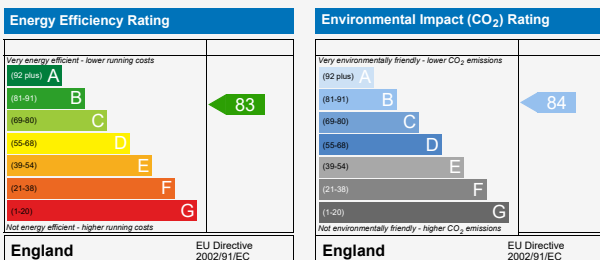 Energy Efficiency Rating
Very energy efficient - lower running costs
(92 plus) A
(81-91) B
(69-80) C
(55-68) D
(39-54) E
(21-38) F
(1-20) G
83
Not energy efficient - higher running costs
England
EU Directive
2002/91/EC
Environmental Impact (CO2) Rating
Very environmentally friendly - lower CO2 emissions
(92 plus) A
(81-91) B
(69-80) C
(55-68) D
(39-54) E
(21-38) F
(1-20) G
84
Not environmentally friendly - higher CO2 emissions
England
EU Directive
2002/91/EC